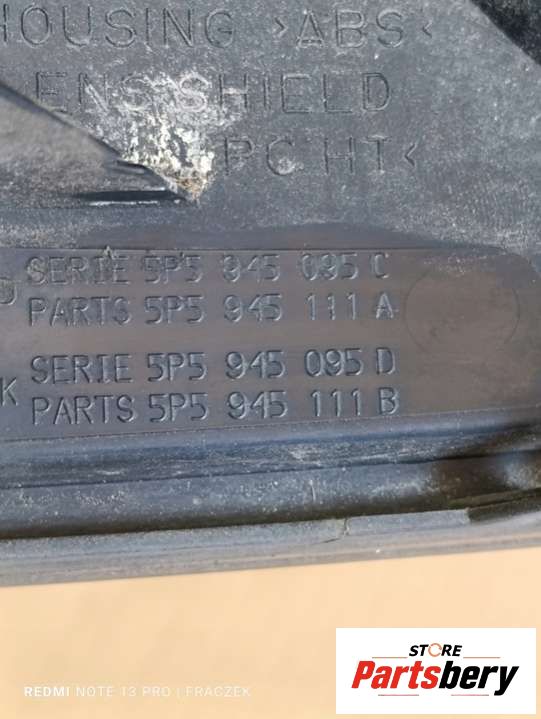 HOUSING >ABS<
LENS SHIELD
PC HT<
SERIE 5P5 945 095 C
PARTS 5P5 945 111 A
K SERIE 5P5 945 095 D
PARTS 5P5 945 111 B
REDMI NOTE 13 PRO | FRACZEK
STORE
Partsbery